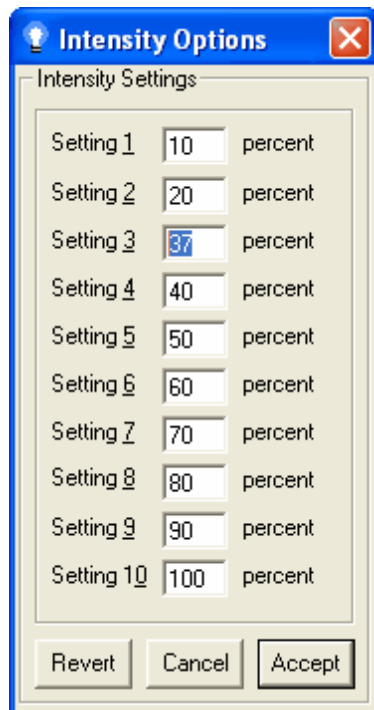 Intensity Options
Intensity Settings
Setting 1 10 percent
Setting 2 20 percent
Setting 3 37 percent
Setting 4 40 percent
Setting 5 50 percent
Setting 6 60 percent
Setting 7 70 percent
Setting 8 80 percent
Setting 9 90 percent
Setting 10 100 percent
Revert Cancel Accept